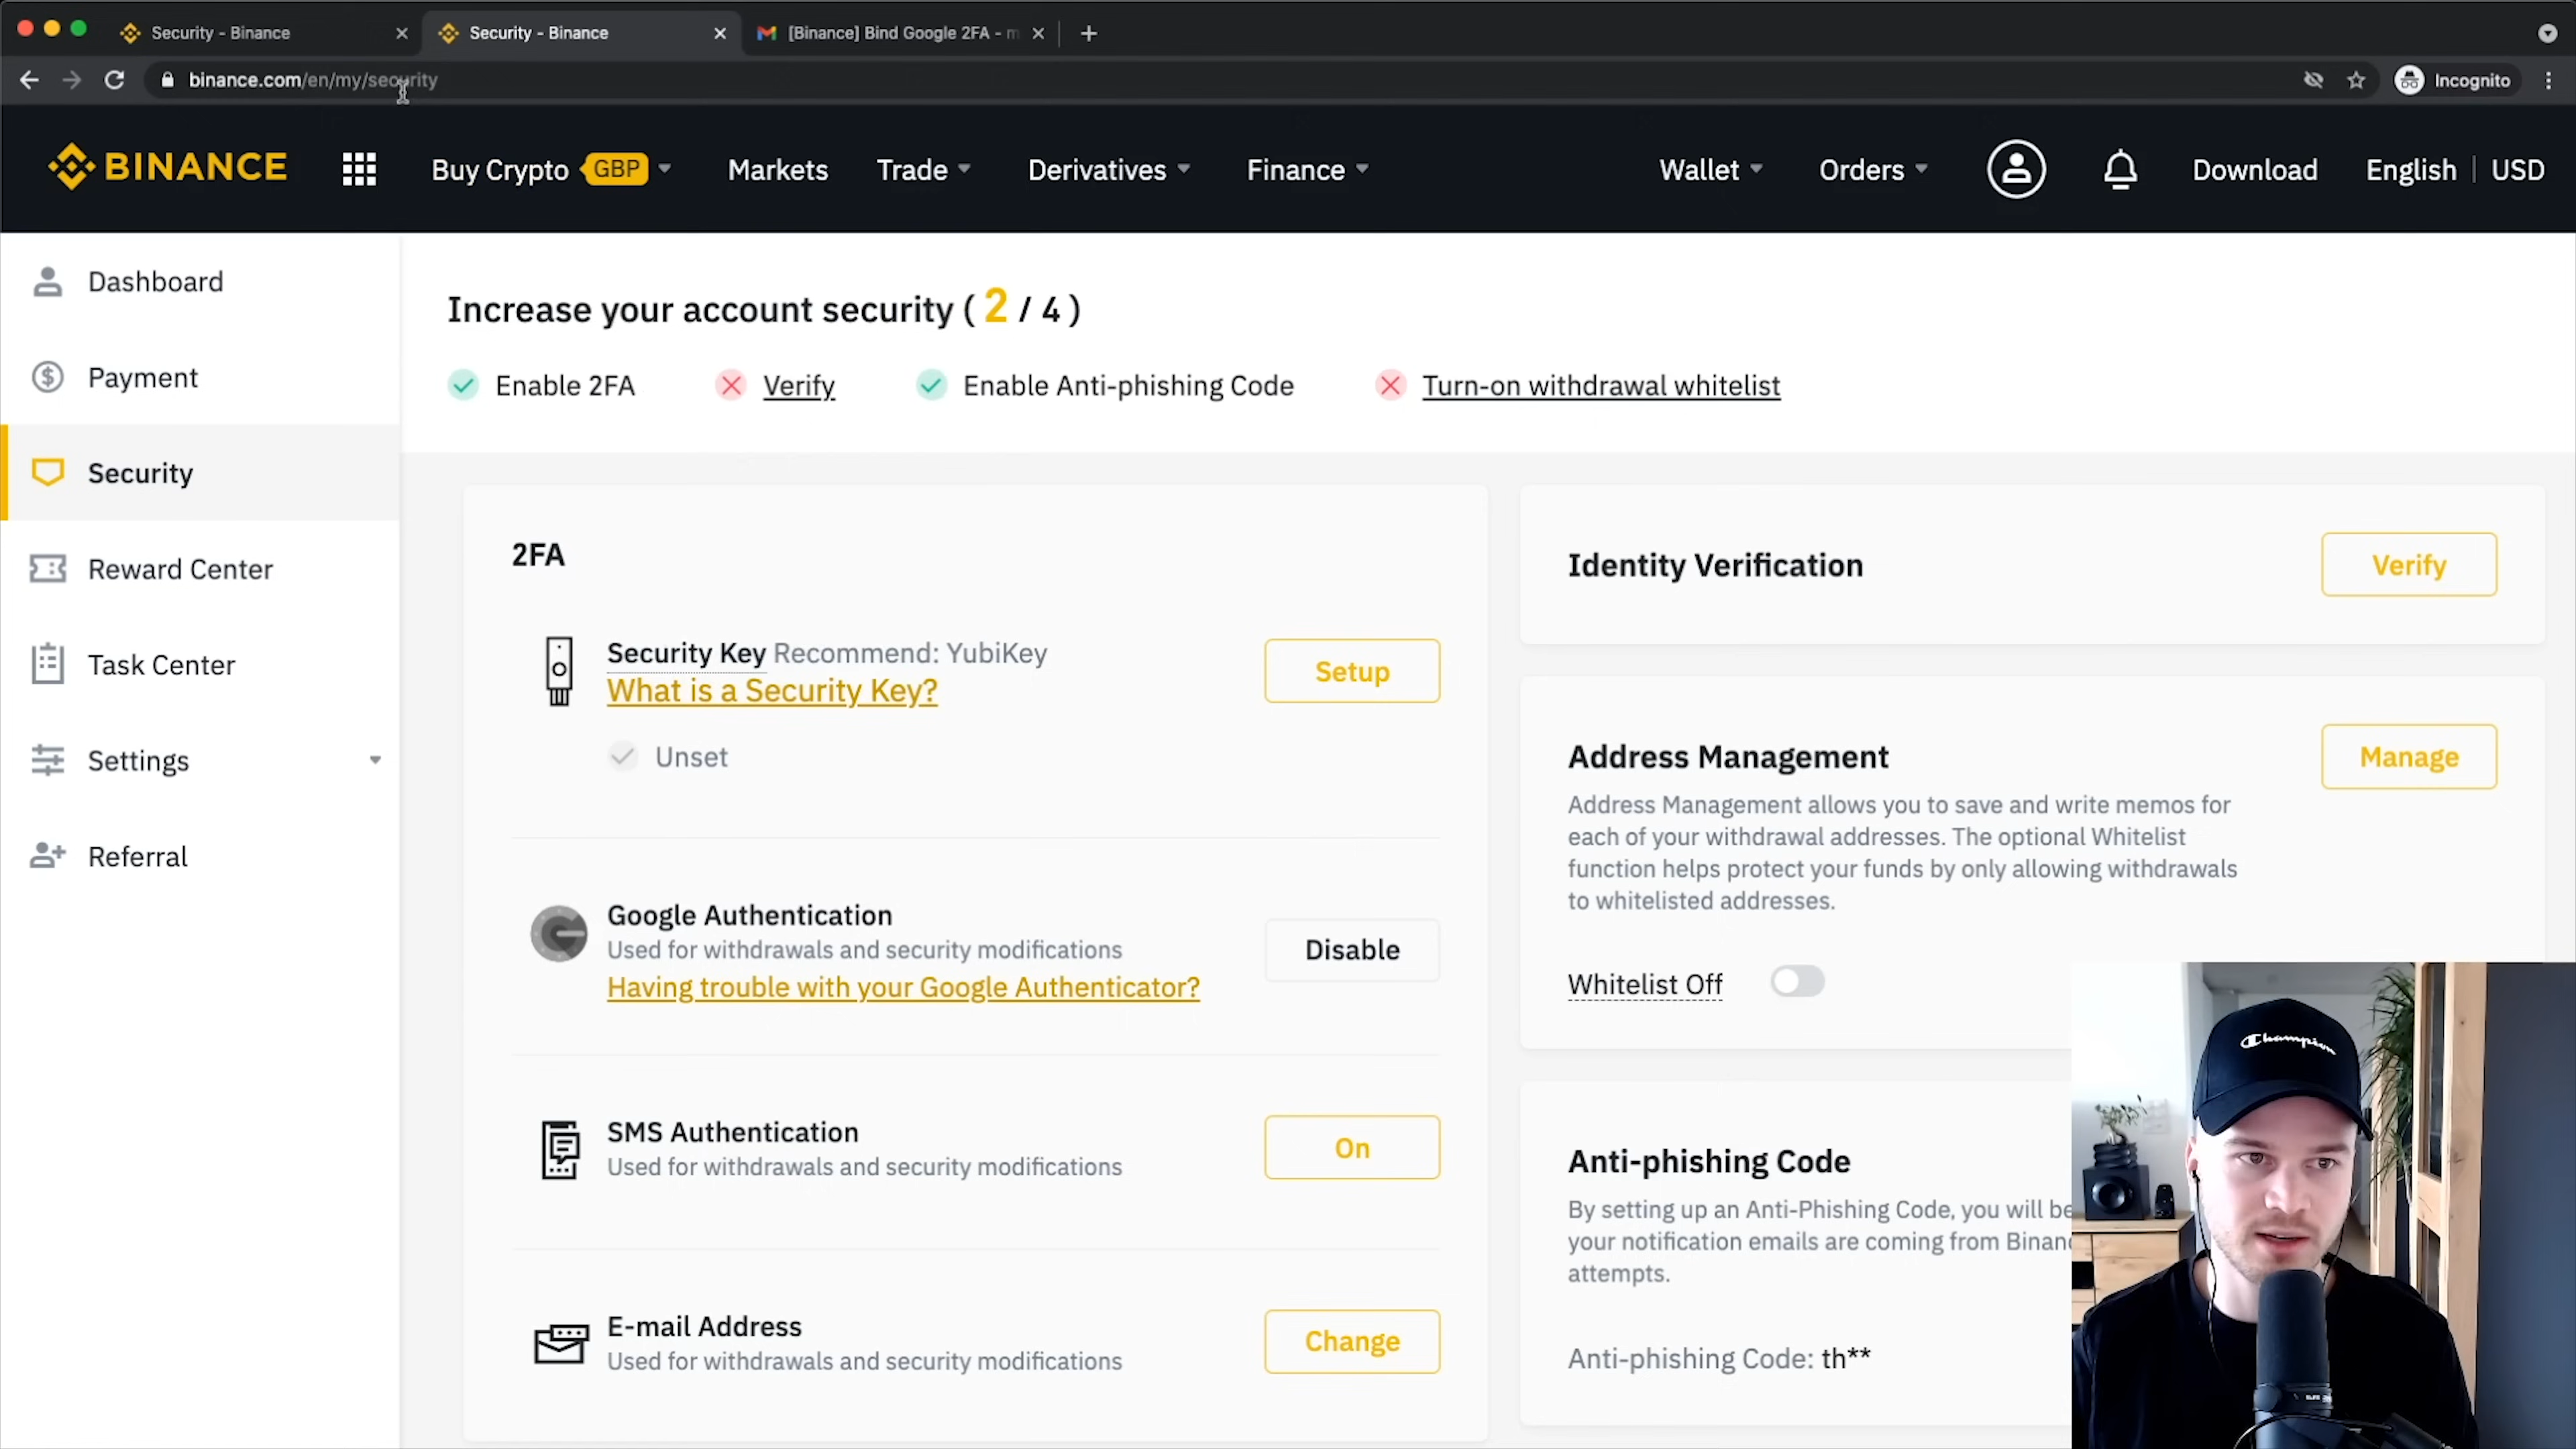 Security - Binance
Security - Binance
[Binance] Bind Google 2FA - m
binance.com/en/my/security
Incognito
BINANCE
Buy Crypto GBP
Markets
Trade
Derivatives
Finance
Wallet
Orders
Download
English | USD
Dashboard
Payment
Security
Reward Center
Task Center
Settings
Referral
Increase your account security ( 2 / 4 )
Enable 2FA
Verify
Enable Anti-phishing Code
Turn-on withdrawal whitelist
2FA
Security Key Recommend: YubiKey
What is a Security Key?
Setup
Unset
Google Authentication
Used for withdrawals and security modifications
Having trouble with your Google Authenticator?
Disable
SMS Authentication
Used for withdrawals and security modifications
On
E-mail Address
Used for withdrawals and security modifications
Change
Identity Verification
Verify
Address Management
Manage
Address Management allows you to save and write memos for
each of your withdrawal addresses. The optional Whitelist
function helps protect your funds by only allowing withdrawals
to whitelisted addresses.
Whitelist Off
Anti-phishing Code
By setting up an Anti-Phishing Code, you will be
your notification emails are coming from Binan
attempts.
Anti-phishing Code: th**
Champion